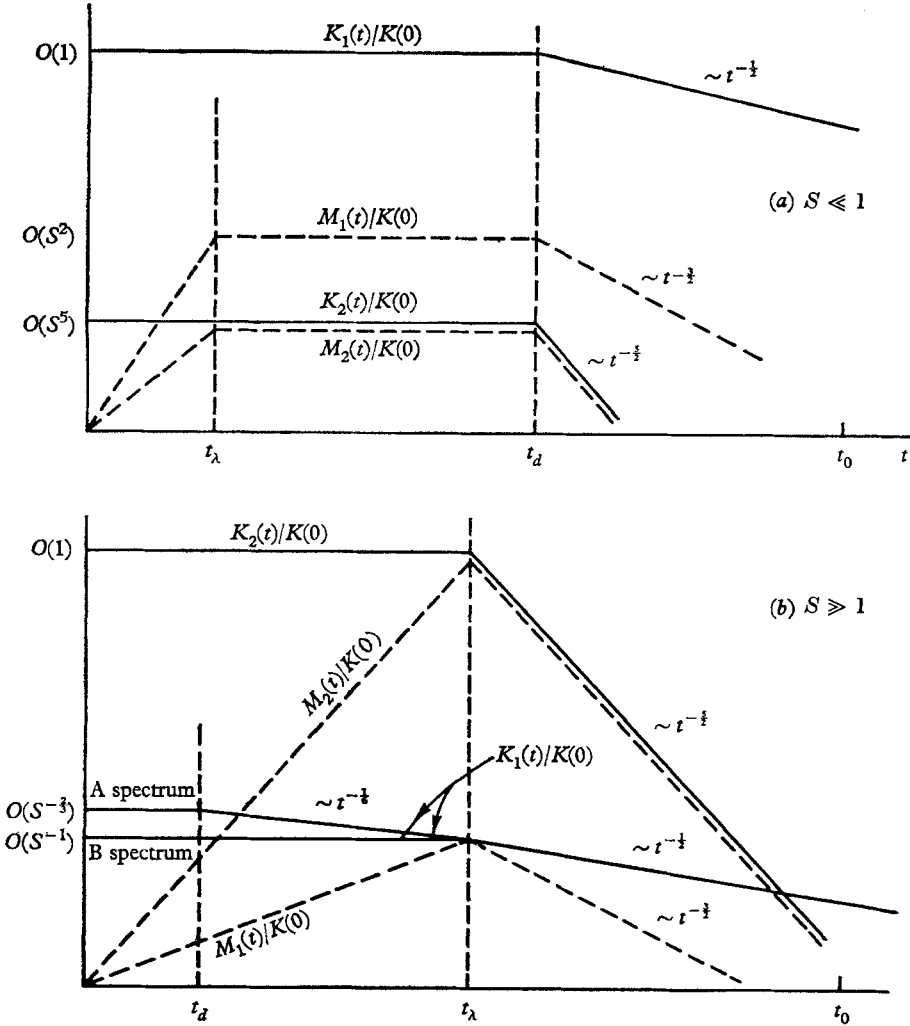 K₁(t)/K(0)
O(1)
~ t^{-1/2}
(a) S ≪ 1
M₁(t)/K(0)
O(S²)
~ t^{-3/2}
K₂(t)/K(0)
O(S⁵)
M₂(t)/K(0)
~ t^{-5/2}
t_λ
t_d
t₀
t
K₂(t)/K(0)
O(1)
(b) S ≫ 1
M₂(t)/K(0)
~ t^{-5/2}
K₁(t)/K(0)
A spectrum
~ t^{-1/6}
O(S^{-2/3})
O(S^{-1})
~ t^{-1/2}
B spectrum
~ t^{-3/2}
M₁(t)/K(0)
t_d
t_λ
t₀